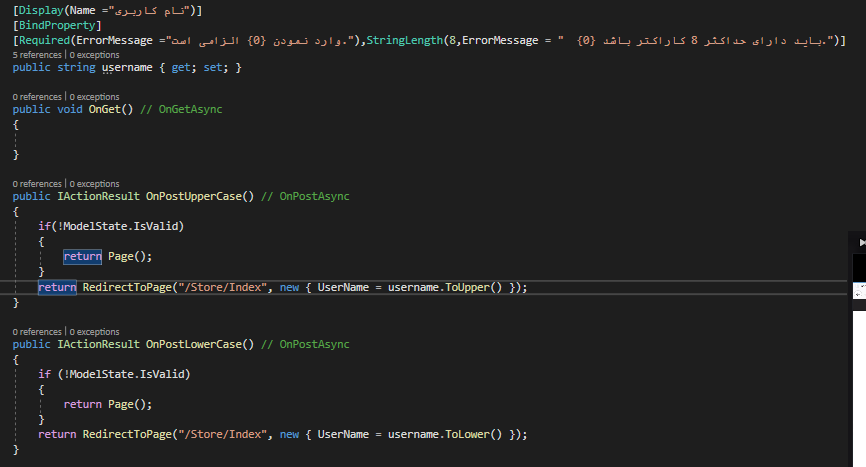 [Display(Name ="نام کاربری")]
[BindProperty]
[Required(ErrorMessage ="وارد نمودن {0} الزامی است."),StringLength(8,ErrorMessage = "  {0} باید دارای حداکثر 8 کاراکتر باشد.")]
5 references | 0 exceptions
public string username { get; set; }
0 references | 0 exceptions
public void OnGet() // OnGetAsync
{
}
0 references | 0 exceptions
public IActionResult OnPostUpperCase() // OnPostAsync
{
if(!ModelState.IsValid)
{
return Page();
}
return RedirectToPage("/Store/Index", new { UserName = username.ToUpper() });
}
0 references | 0 exceptions
public IActionResult OnPostLowerCase() // OnPostAsync
{
if (!ModelState.IsValid)
{
return Page();
}
return RedirectToPage("/Store/Index", new { UserName = username.ToLower() });
}